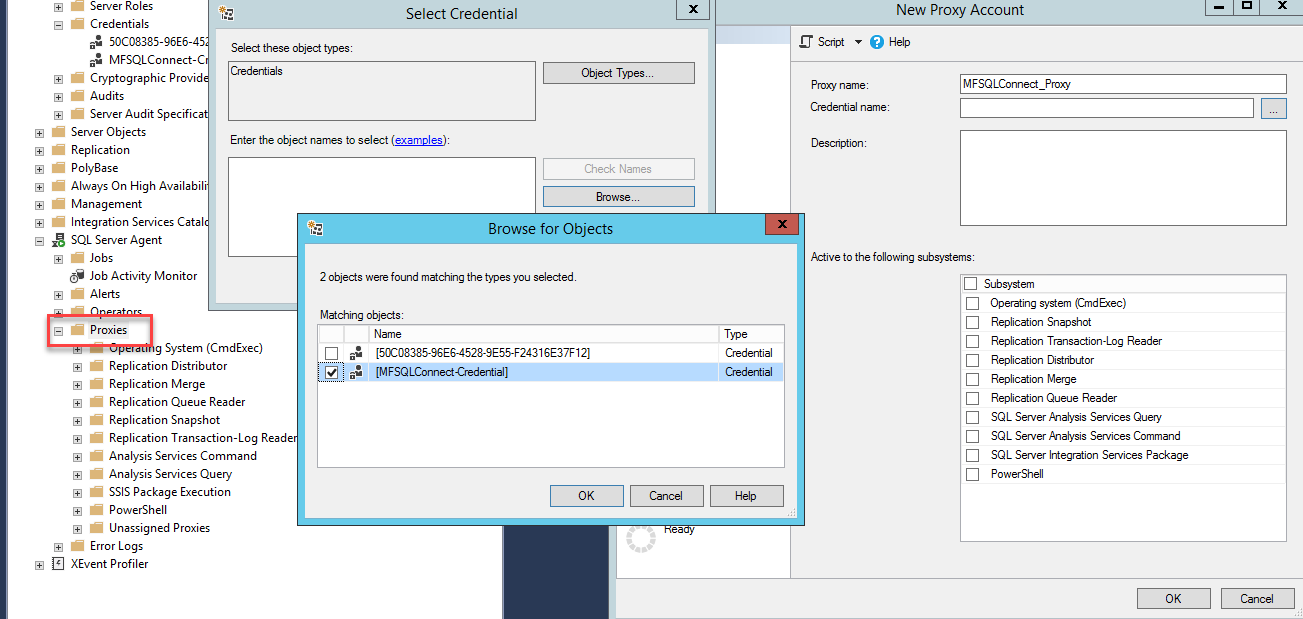 Server Roles
Credentials
50C08385-96E6-452
MFSQLConnect-Cr
Cryptographic Provide
Audits
Server Audit Specificat
Server Objects
Replication
PolyBase
Always On High Availabili
Management
Integration Services Catalo
SQL Server Agent
Jobs
Job Activity Monitor
Alerts
Operators
Proxies
Operating System (CmdExec)
Replication Distributor
Replication Merge
Replication Queue Reader
Replication Snapshot
Replication Transaction-Log Reader
Analysis Services Command
Analysis Services Query
SSIS Package Execution
PowerShell
Unassigned Proxies
Error Logs
XEvent Profiler
Select Credential
Select these object types:
Credentials
Object Types...
Enter the object names to select (examples):
Check Names
Browse...
Browse for Objects
2 objects were found matching the types you selected.
Matching objects:
Name Type
[50C08385-96E6-4528-9E55-F24316E37F12] Credential
[MFSQLConnect-Credential] Credential
OK Cancel Help
New Proxy Account
Script Help
Proxy name: MFSQLConnect_Proxy
Credential name: ...
Description:
Active to the following subsystems:
Subsystem
Operating system (CmdExec)
Replication Snapshot
Replication Transaction-Log Reader
Replication Distributor
Replication Merge
Replication Queue Reader
SQL Server Analysis Services Query
SQL Server Analysis Services Command
SQL Server Integration Services Package
PowerShell
Ready
OK Cancel